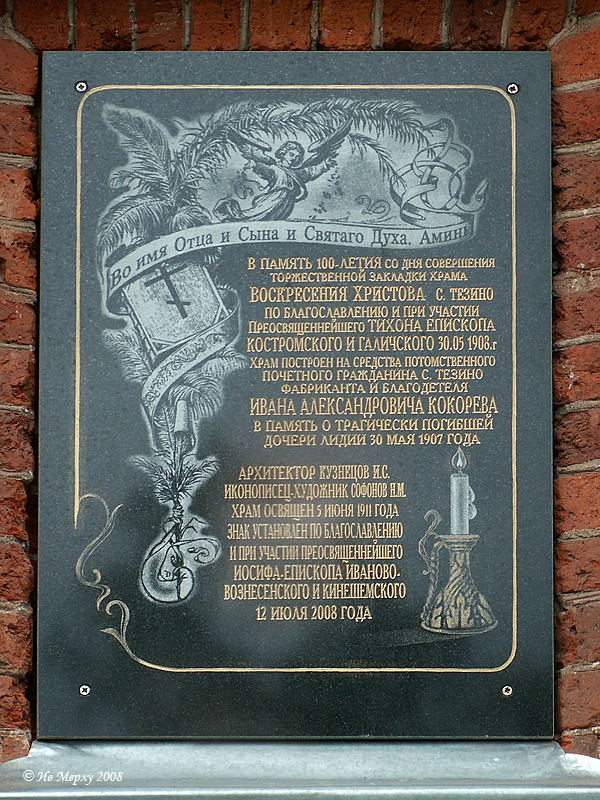 Во имя Отца и Сына и Святаго Духа. Аминь
В ПАМЯТЬ 100-ЛЕТИЯ СО ДНЯ СОВЕРШЕНИЯ
ТОРЖЕСТВЕННОЙ ЗАКЛАДКИ ХРАМА
ВОСКРЕСЕНИЯ ХРИСТОВА С. ТЕЗИНО
ПО БЛАГОСЛАВЛЕНИЮ И ПРИ УЧАСТИИ
ПРЕОСВЯЩЕННЕЙШЕГО ТИХОНА ЕПИСКОПА
КОСТРОМСКОГО И ГАЛИЧСКОГО 30.05 1908.г
ХРАМ ПОСТРОЕН НА СРЕДСТВА ПОТОМСТВЕННОГО
ПОЧЕТНОГО ГРАЖДАНИНА С. ТЕЗИНО
ФАБРИКАНТА И БЛАГОДЕТЕЛЯ
ИВАНА АЛЕКСАНДРОВИЧА КОКОРЕВА
В ПАМЯТЬ О ТРАГИЧЕСКИ ПОГИБШЕЙ
ДОЧЕРИ ЛИДИИ 30 МАЯ 1907 ГОДА
АРХИТЕКТОР КУЗНЕЦОВ И.С.
ИКОНОПИСЕЦ-ХУДОЖНИК СОФОНОВ Н.М.
ХРАМ ОСВЯЩЕН 5 ИЮНЯ 1911 ГОДА
ЗНАК УСТАНОВЛЕН ПО БЛАГОСЛАВЛЕНИЮ
И ПРИ УЧАСТИИ ПРЕОСВЯЩЕННЕЙШЕГО
ИОСИФА-ЕПИСКОПА ИВАНОВО-
ВОЗНЕСЕНСКОГО И КИНЕШЕМСКОГО
12 ИЮЛЯ 2008 ГОДА
© Но Мерлу 2008